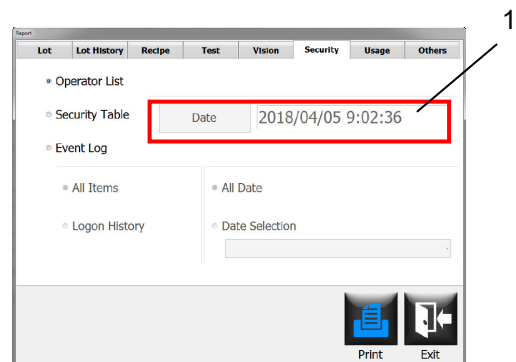 1
Report
Lot Lot History Recipe Test Vision Security Usage Others
Operator List
Security Table Date 2018/04/05 9:02:36
Event Log
All Items All Date
Logon History Date Selection
Print Exit